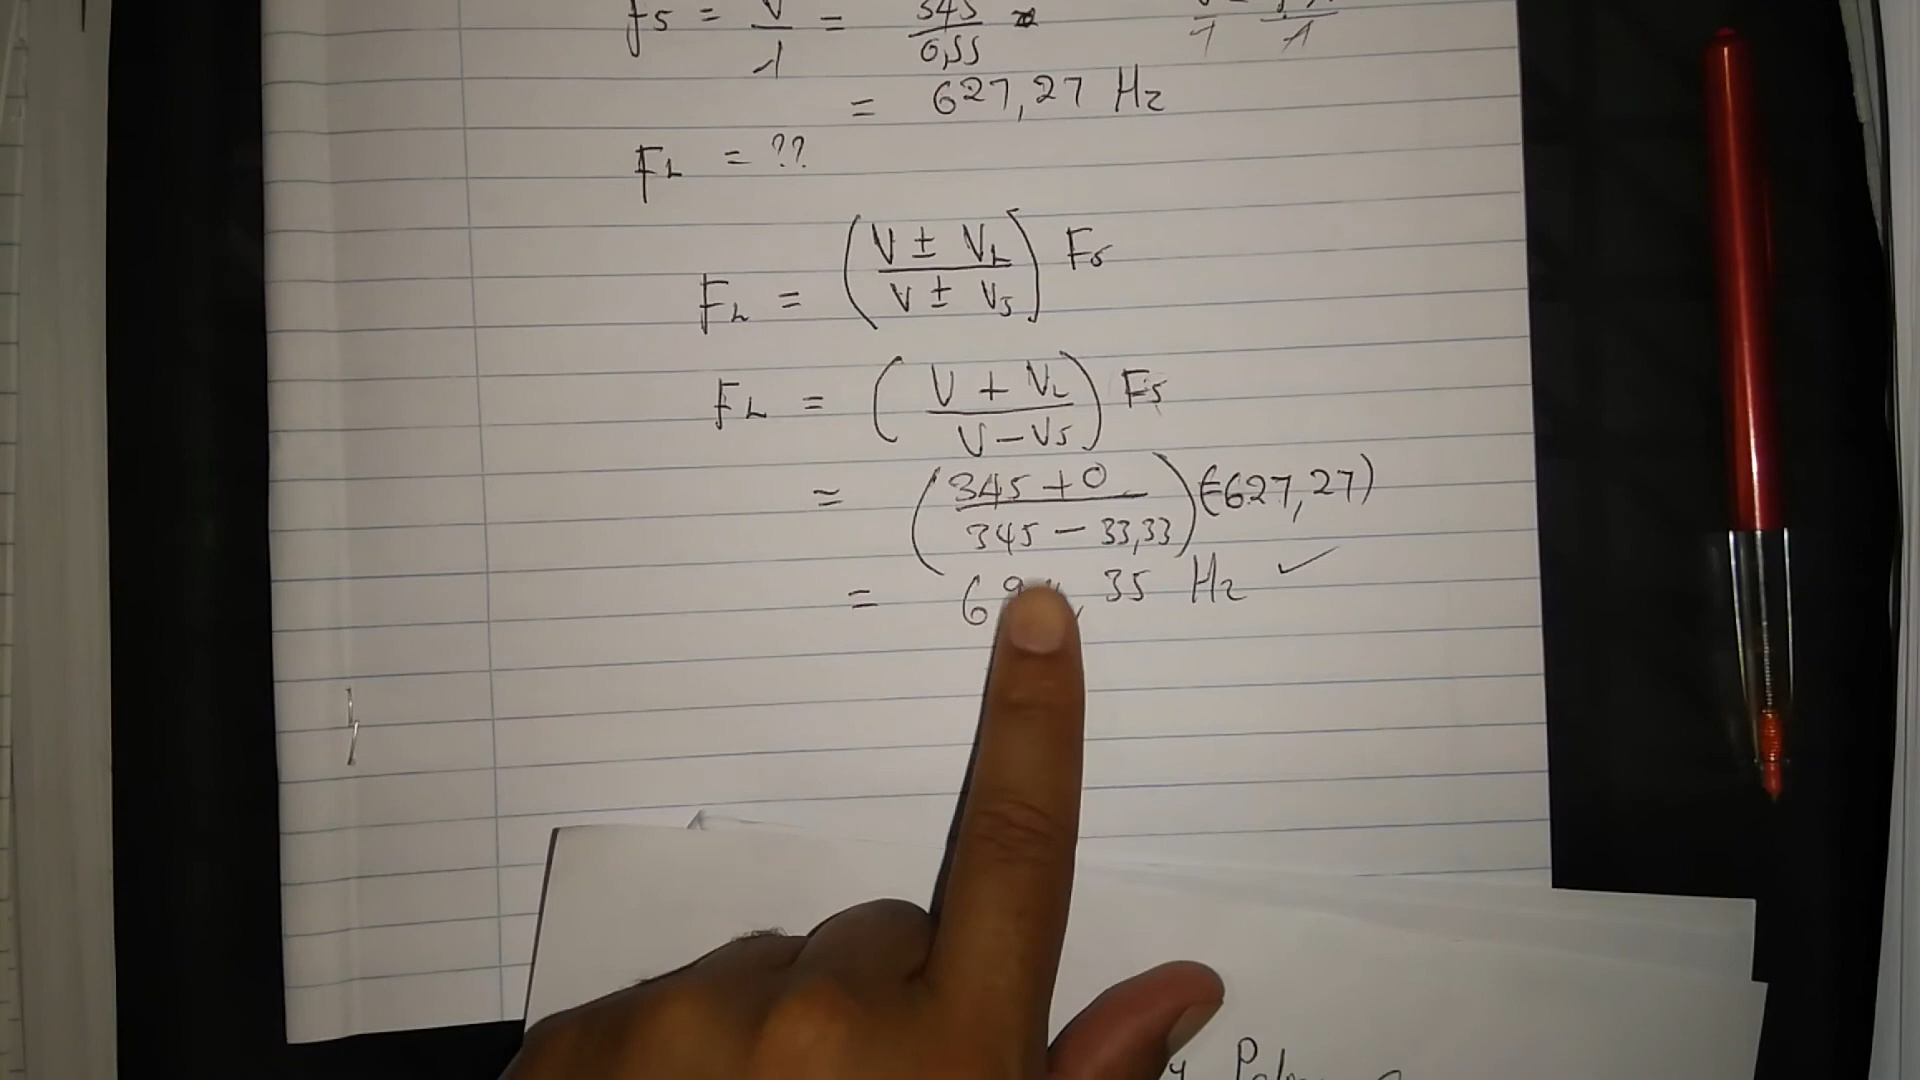 fs = V/λ = 345/0,55
= 627,27 Hz
FL = ??
FL = (V ± VL / V ± Vs) Fs
FL = (V + VL / V - Vs) Fs
= (345 + 0 / 345 - 33,33) (627,27)
= 69 , 35 Hz ✓